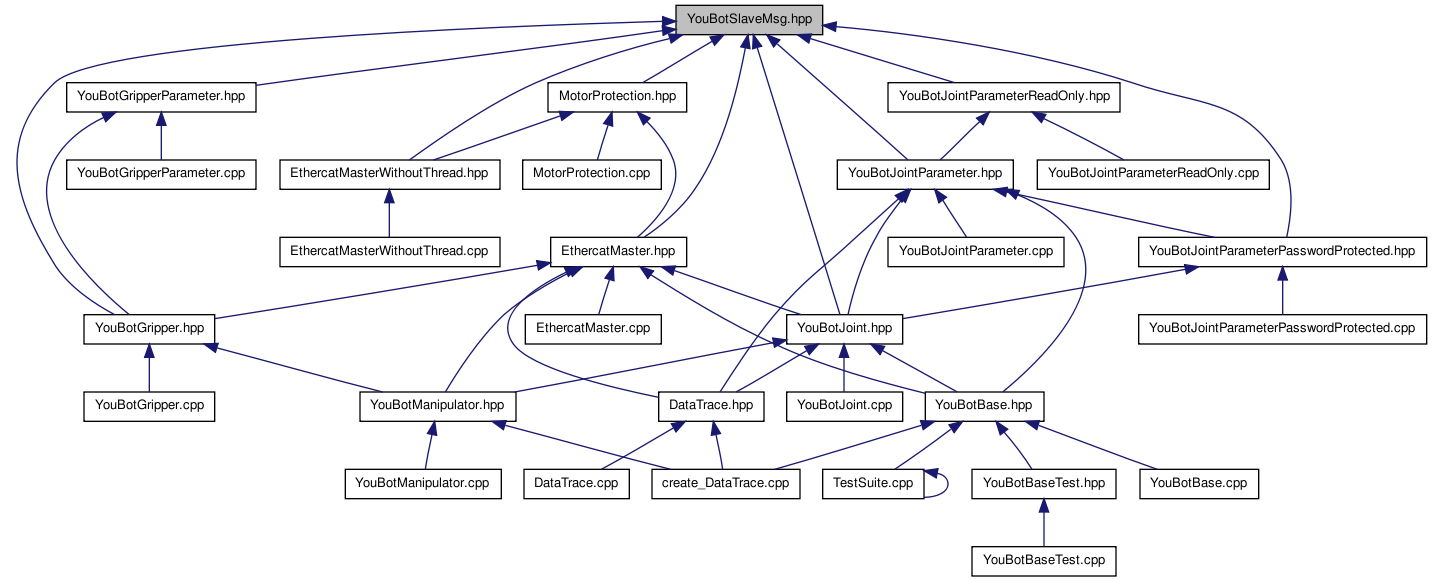 YouBotSlaveMsg.hpp
YouBotGripperParameter.hpp
MotorProtection.hpp
YouBotJointParameterReadOnly.hpp
YouBotGripperParameter.cpp
EthercatMasterWithoutThread.hpp
MotorProtection.cpp
YouBotJointParameter.hpp
YouBotJointParameterReadOnly.cpp
EthercatMasterWithoutThread.cpp
EthercatMaster.hpp
YouBotJointParameter.cpp
YouBotJointParameterPasswordProtected.hpp
YouBotGripper.hpp
EthercatMaster.cpp
YouBotJoint.hpp
YouBotJointParameterPasswordProtected.cpp
YouBotGripper.cpp
YouBotManipulator.hpp
DataTrace.hpp
YouBotJoint.cpp
YouBotBase.hpp
YouBotManipulator.cpp
DataTrace.cpp
create_DataTrace.cpp
TestSuite.cpp
YouBotBaseTest.hpp
YouBotBase.cpp
YouBotBaseTest.cpp